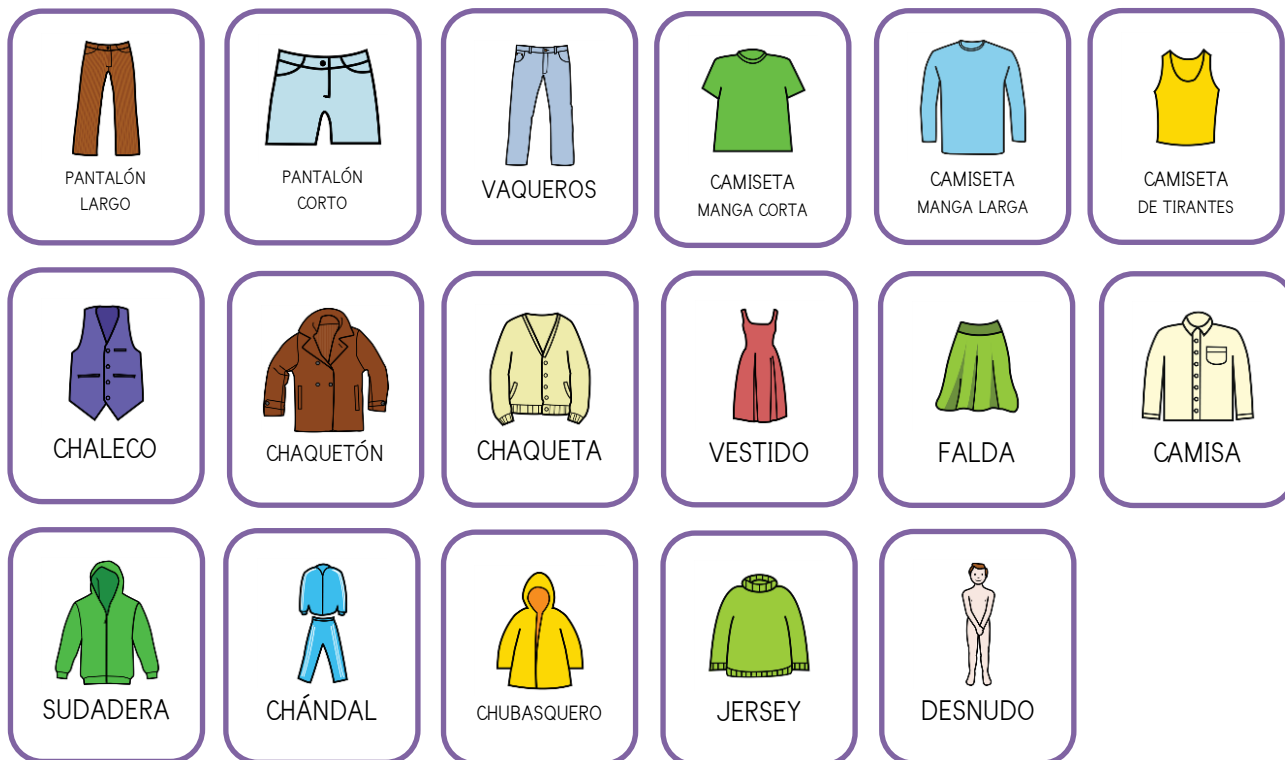 PANTALÓN
LARGO
PANTALÓN
CORTO
VAQUEROS
CAMISETA
MANGA CORTA
CAMISETA
MANGA LARGA
CAMISETA
DE TIRANTES
CHALECO
CHAQUETÓN
CHAQUETA
VESTIDO
FALDA
CAMISA
SUDADERA
CHÁNDAL
CHUBASQUERO
JERSEY
DESNUDO